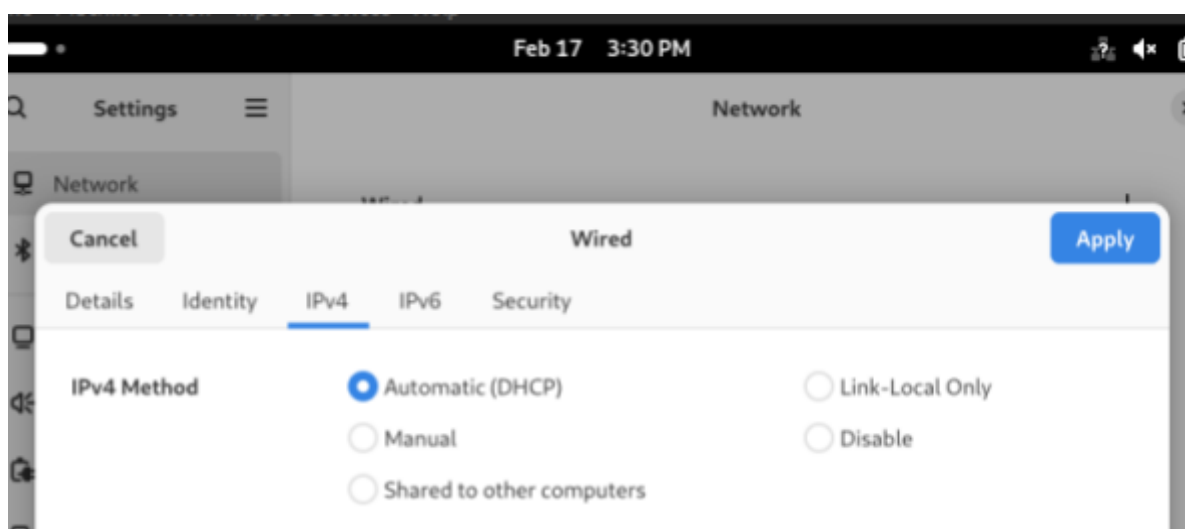 Feb 17 3:30 PM
Settings
Network
Network
Wired
Cancel
Wired
Apply
Details Identity IPv4 IPv6 Security
IPv4 Method
Automatic (DHCP)
Link-Local Only
Manual
Disable
Shared to other computers